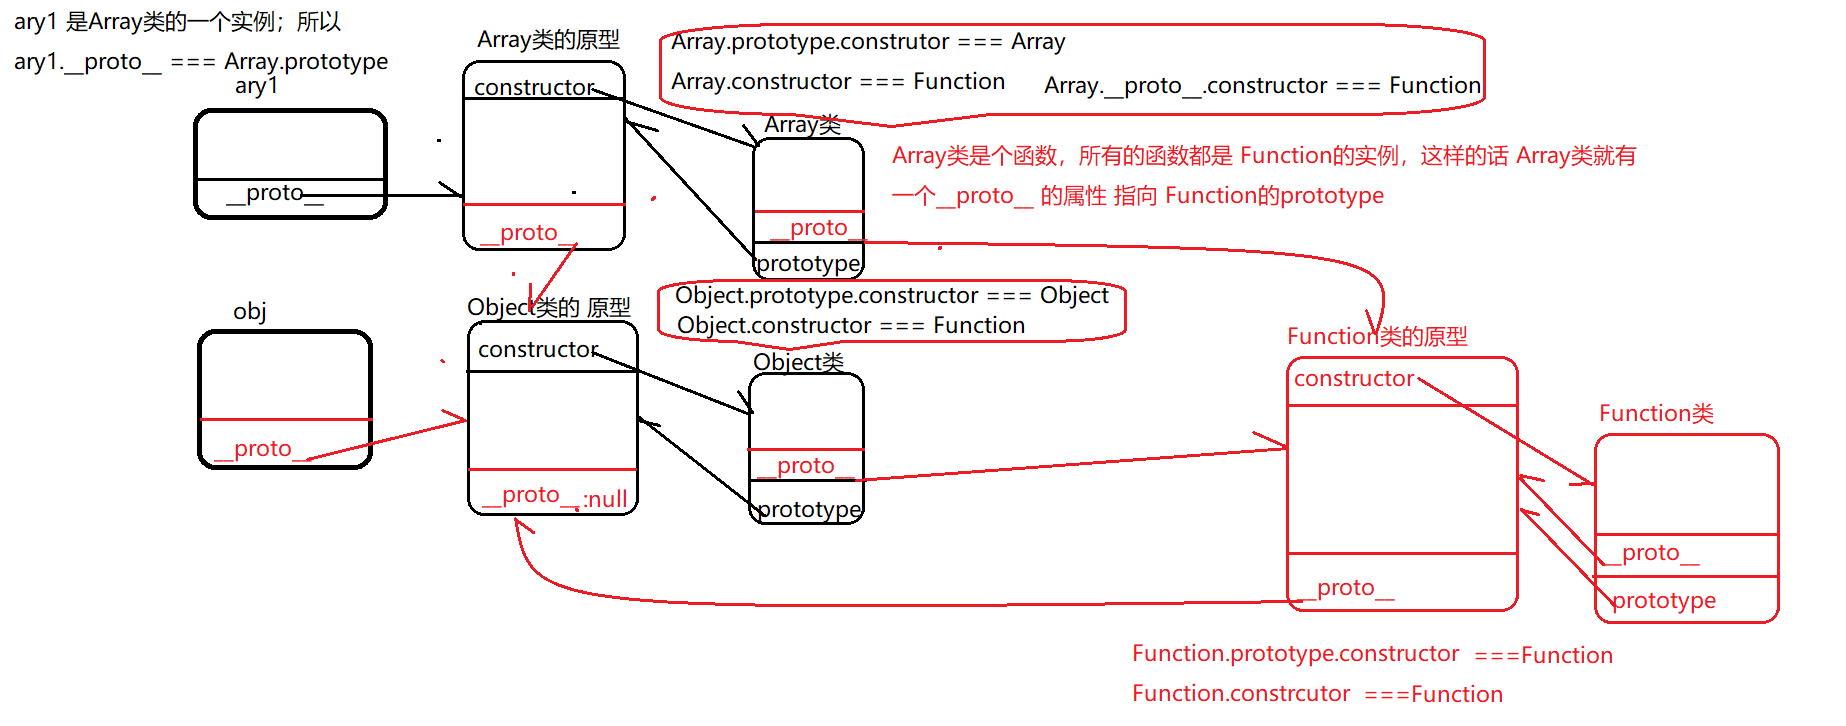 ary1 是Array类的一个实例；所以
ary1.__proto__ === Array.prototype
ary1
__proto__
Array类的原型
constructor
__proto__
Array.prototype.construtor === Array
Array.constructor === Function
Array.__proto__.constructor === Function
Array类
__proto__
prototype
Array类是个函数，所有的函数都是 Function的实例，这样的话 Array类就有
一个__proto__ 的属性 指向 Function的prototype
obj
__proto__
Object类的 原型
constructor
__proto__:null
Object.prototype.constructor === Object
Object.constructor === Function
Object类
__proto__
prototype
Function类的原型
constructor
__proto__
Function类
__proto__
prototype
Function.prototype.constructor ===Function
Function.constrcutor ===Function